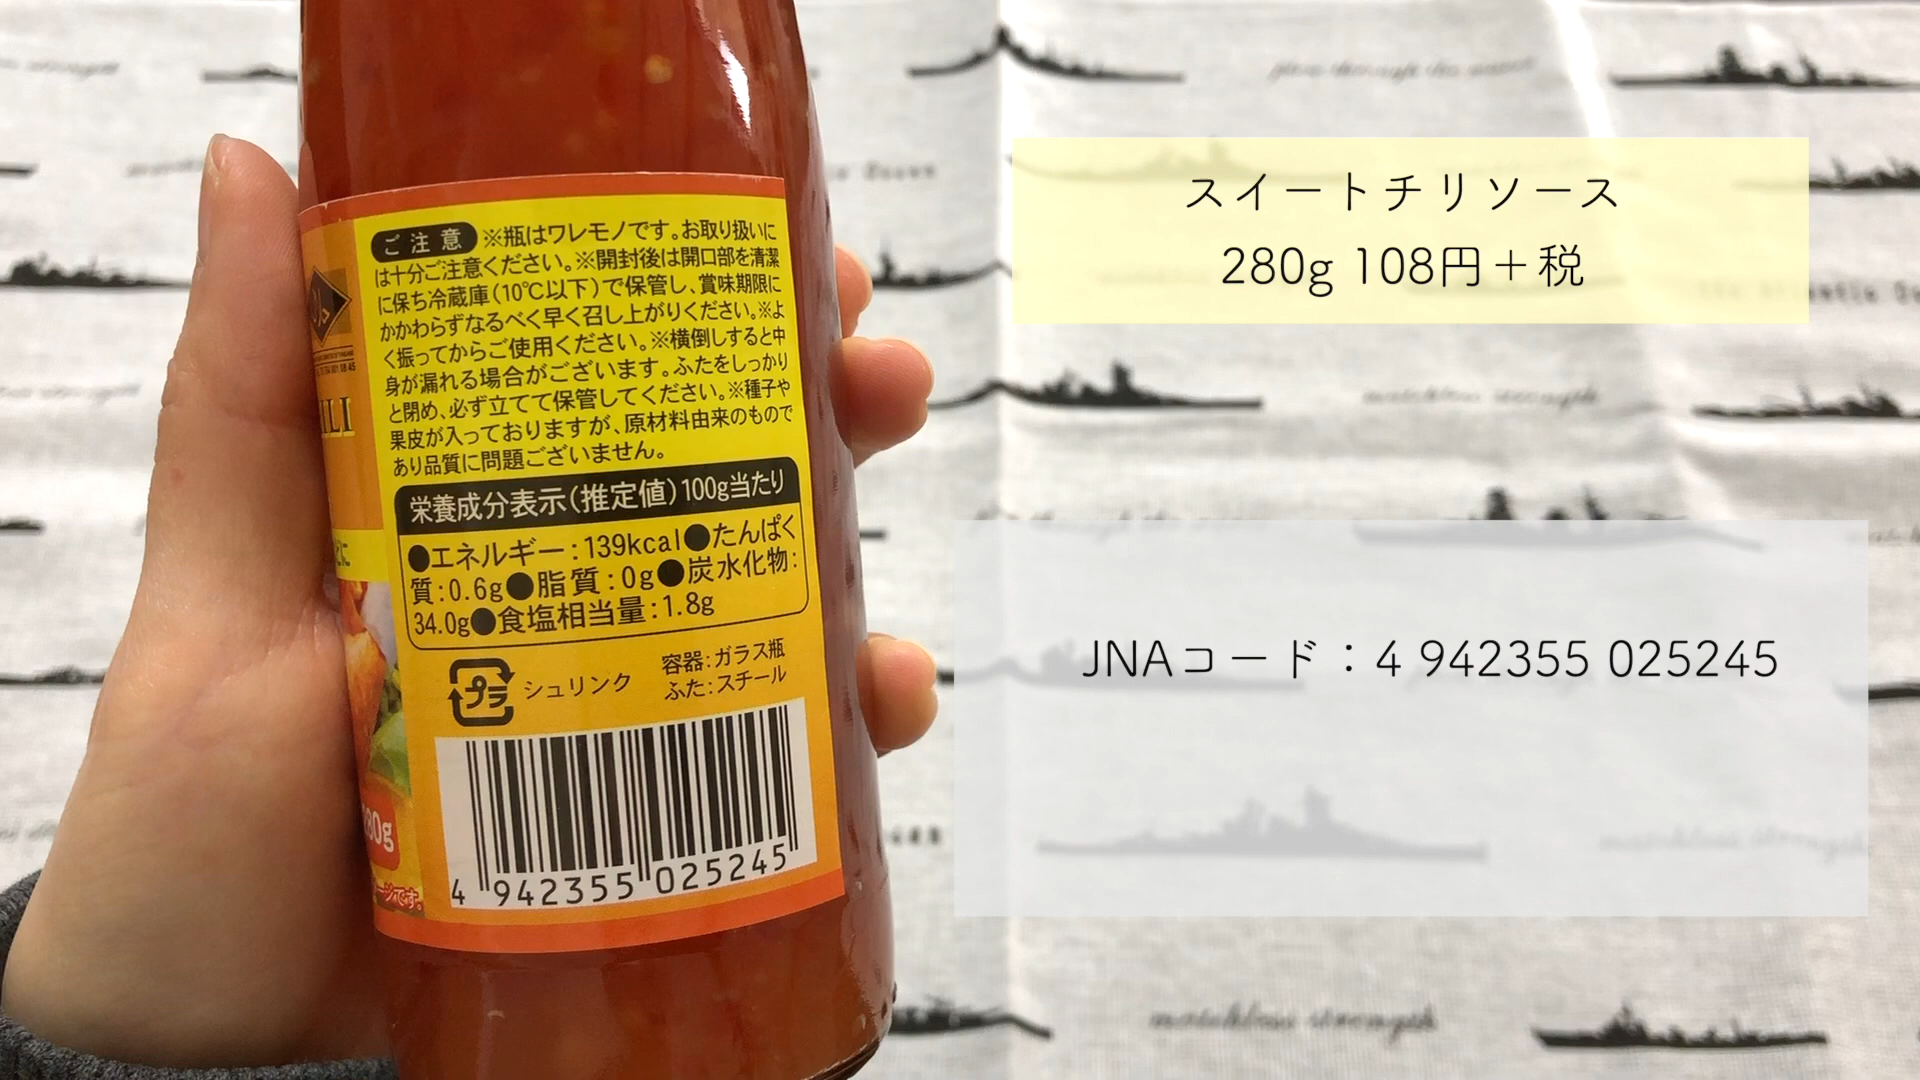 ご注意 ※瓶はワレモノです。お取り扱いに
は十分ご注意ください。※開封後は開口部を清潔
に保ち冷蔵庫(10℃以下)で保管し、賞味期限に
かかわらずなるべく早く召し上がりください。※よ
く振ってからご使用ください。※横倒しすると中
身が漏れる場合がございます。ふたをしっかり
と閉め、必ず立てて保管してください。※種子や
果皮が入っておりますが、原材料由来のもので
あり品質に問題ございません。
栄養成分表示(推定値)100g当たり
●エネルギー:139kcal●たんぱく
質:0.6g●脂質:0g●炭水化物:
34.0g●食塩相当量:1.8g
プラ シュリンク
容器:ガラス瓶
ふた:スチール
4 942355 025245
ILI
280g
ージです。
スイートチリソース
280g 108円＋税
JNAコード：4 942355 025245
matchless strength